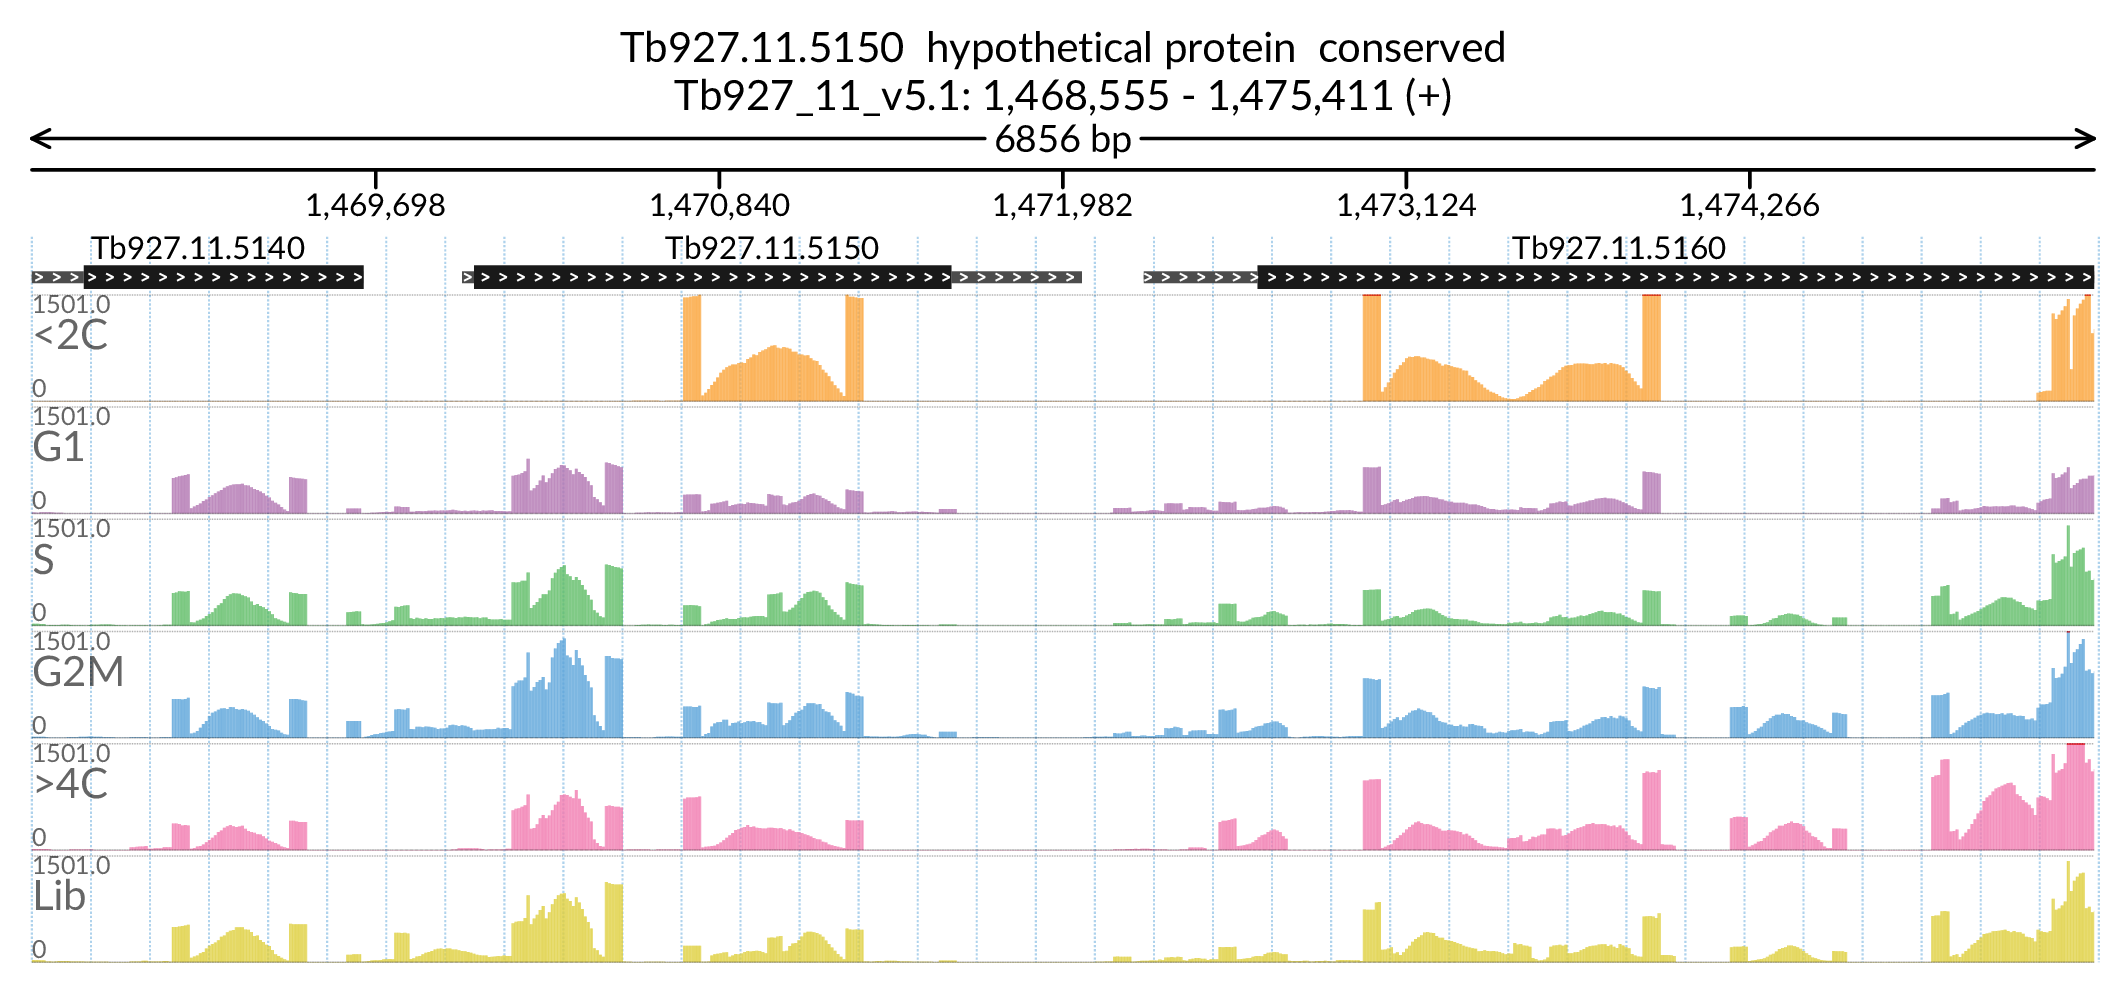 Tb927.11.5150  hypothetical protein  conserved
Tb927_11_v5.1: 1,468,555 - 1,475,411 (+)
6856 bp
1,469,698 1,470,840 1,471,982 1,473,124 1,474,266
Tb927.11.5140 Tb927.11.5150 Tb927.11.5160
1501.0
<2C
0
1501.0
G1
0
1501.0
S
0
1501.0
G2M
0
1501.0
>4C
0
1501.0
Lib
0